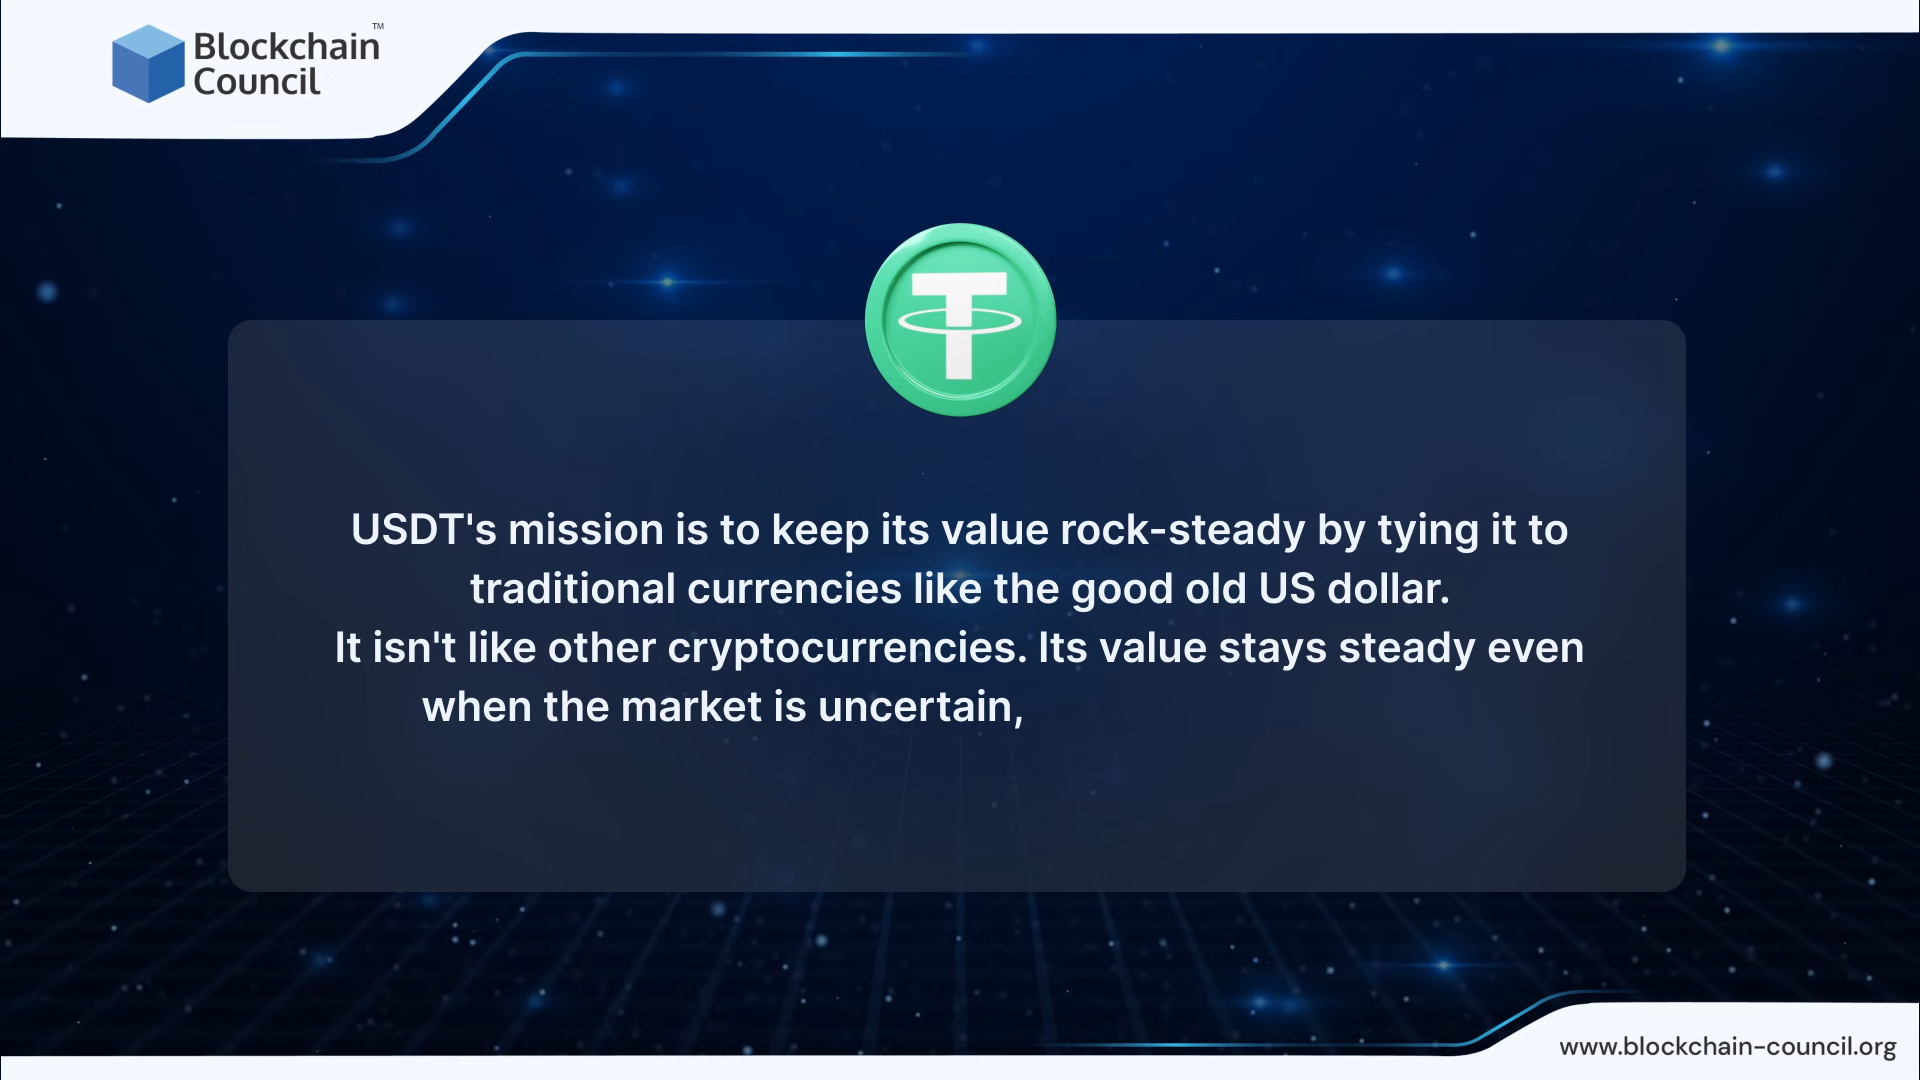 Blockchain™
Council
USDT's mission is to keep its value rock-steady by tying it to
traditional currencies like the good old US dollar.
It isn't like other cryptocurrencies. Its value stays steady even
when the market is uncertain,
www.blockchain-council.org